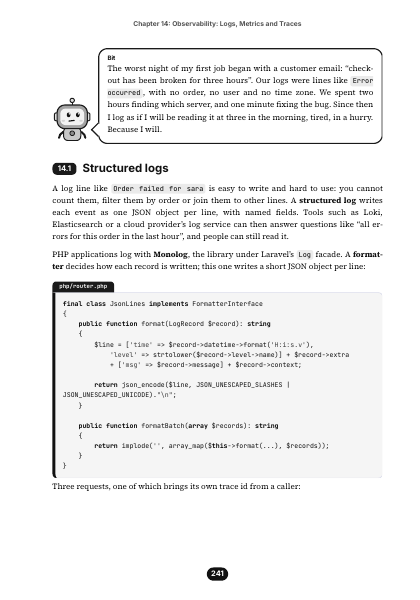 Chapter 14: Observability: Logs, Metrics and Traces
Bit
The worst night of my first job began with a customer email: “check-
out has been broken for three hours”. Our logs were lines like Error
occurred, with no order, no user and no time zone. We spent two
hours finding which server, and one minute fixing the bug. Since then
I log as if I will be reading it at three in the morning, tired, in a hurry.
Because I will.
14.1 Structured logs
A log line like Order failed for sara is easy to write and hard to use: you cannot
count them, filter them by order or join them to other lines. A structured log writes
each event as one JSON object per line, with named fields. Tools such as Loki,
Elasticsearch or a cloud provider’s log service can then answer questions like “all er-
rors for this order in the last hour”, and people can still read it.
PHP applications log with Monolog, the library under Laravel’s Log facade. A format-
ter decides how each record is written; this one writes a short JSON object per line:
php/router.php
final class JsonLines implements FormatterInterface
{
    public function format(LogRecord $record): string
    {
        $line = ['time' => $record->datetime->format('H:i:s.v'),
            'level' => strtolower($record->level->name)] + $record->extra
            + ['msg' => $record->message] + $record->context;
        return json_encode($line, JSON_UNESCAPED_SLASHES |
JSON_UNESCAPED_UNICODE)."\n";
    }
    public function formatBatch(array $records): string
    {
        return implode('', array_map($this->format(...), $records));
    }
}
Three requests, one of which brings its own trace id from a caller:
241